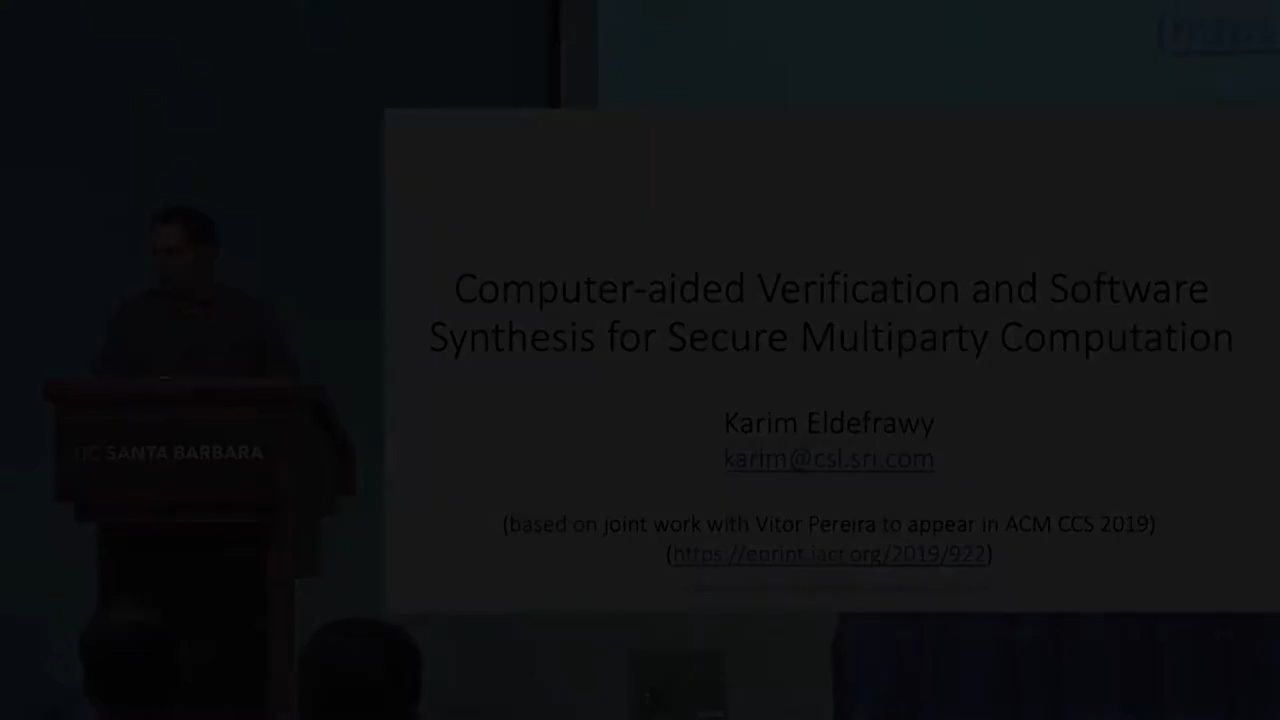 Computer-aided Verification and Software
Synthesis for Secure Multiparty Computation
Karim Eldefrawy
karim@csl.sri.com
(based on joint work with Vitor Pereira to appear in ACM CCS 2019)
(https://eprint.iacr.org/2019/922)
UC SANTA BARBARA